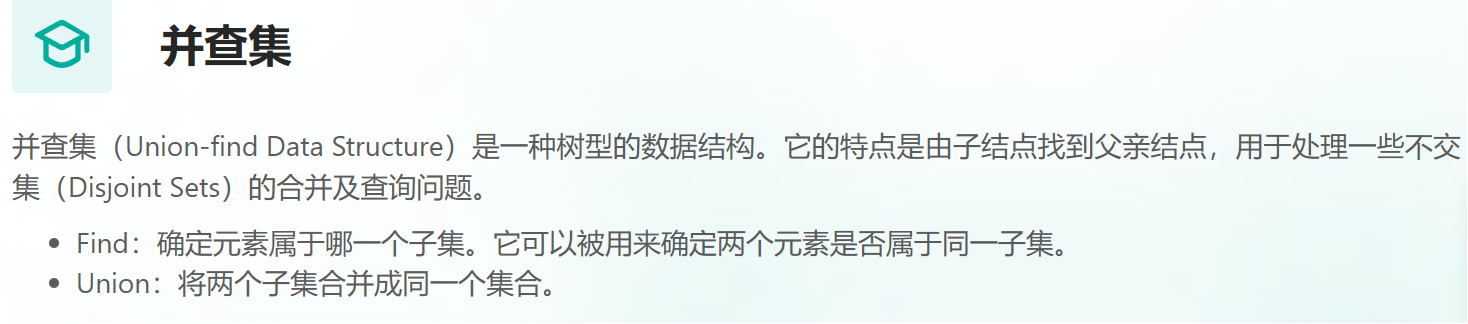 并查集
并查集（Union-find Data Structure）是一种树型的数据结构。它的特点是由子结点找到父亲结点，用于处理一些不交
集（Disjoint Sets）的合并及查询问题。
• Find：确定元素属于哪一个子集。它可以被用来确定两个元素是否属于同一子集。
• Union：将两个子集合并成同一个集合。